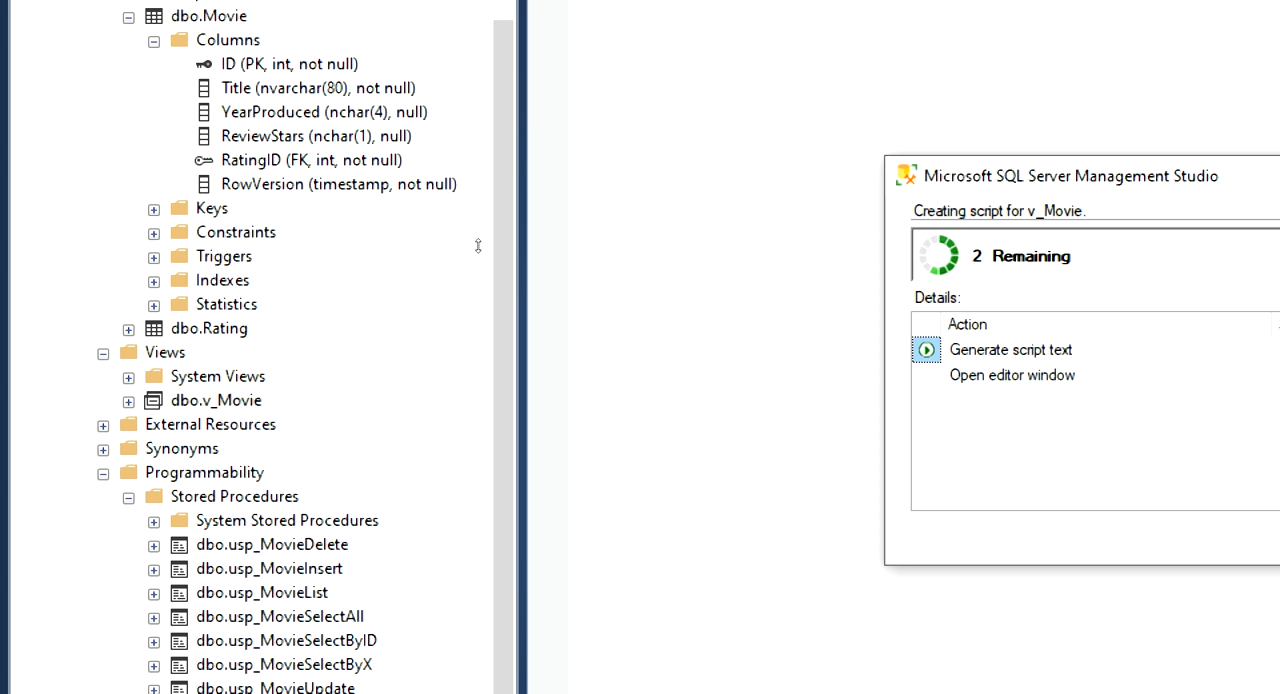 dbo.Movie
Columns
ID (PK, int, not null)
Title (nvarchar(80), not null)
YearProduced (nchar(4), null)
ReviewStars (nchar(1), null)
RatingID (FK, int, not null)
RowVersion (timestamp, not null)
Keys
Constraints
Triggers
Indexes
Statistics
dbo.Rating
Views
System Views
dbo.v_Movie
External Resources
Synonyms
Programmability
Stored Procedures
System Stored Procedures
dbo.usp_MovieDelete
dbo.usp_MovieInsert
dbo.usp_MovieList
dbo.usp_MovieSelectAll
dbo.usp_MovieSelectByID
dbo.usp_MovieSelectByX
dbo.usp_MovieUpdate
Microsoft SQL Server Management Studio
Creating script for v_Movie.
2 Remaining
Details:
Action
Generate script text
Open editor window